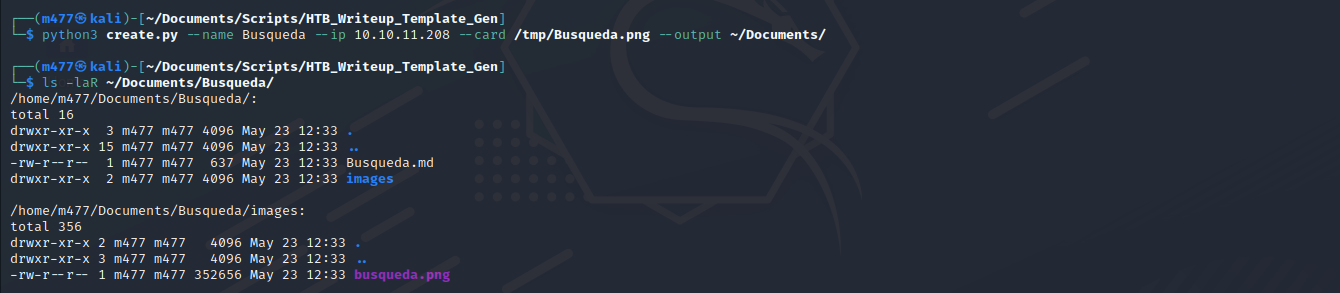 ┌──(m477㉿kali)-[~/Documents/Scripts/HTB_Writeup_Template_Gen]
└─$ python3 create.py --name Busqueda --ip 10.10.11.208 --card /tmp/Busqueda.png --output ~/Documents/
┌──(m477㉿kali)-[~/Documents/Scripts/HTB_Writeup_Template_Gen]
└─$ ls -laR ~/Documents/Busqueda/
/home/m477/Documents/Busqueda/:
total 16
drwxr-xr-x  3 m477 m477 4096 May 23 12:33 .
drwxr-xr-x 15 m477 m477 4096 May 23 12:33 ..
-rw-r--r--  1 m477 m477  637 May 23 12:33 Busqueda.md
drwxr-xr-x  2 m477 m477 4096 May 23 12:33 images
/home/m477/Documents/Busqueda/images:
total 356
drwxr-xr-x 2 m477 m477   4096 May 23 12:33 .
drwxr-xr-x 3 m477 m477   4096 May 23 12:33 ..
-rw-r--r-- 1 m477 m477 352656 May 23 12:33 busqueda.png